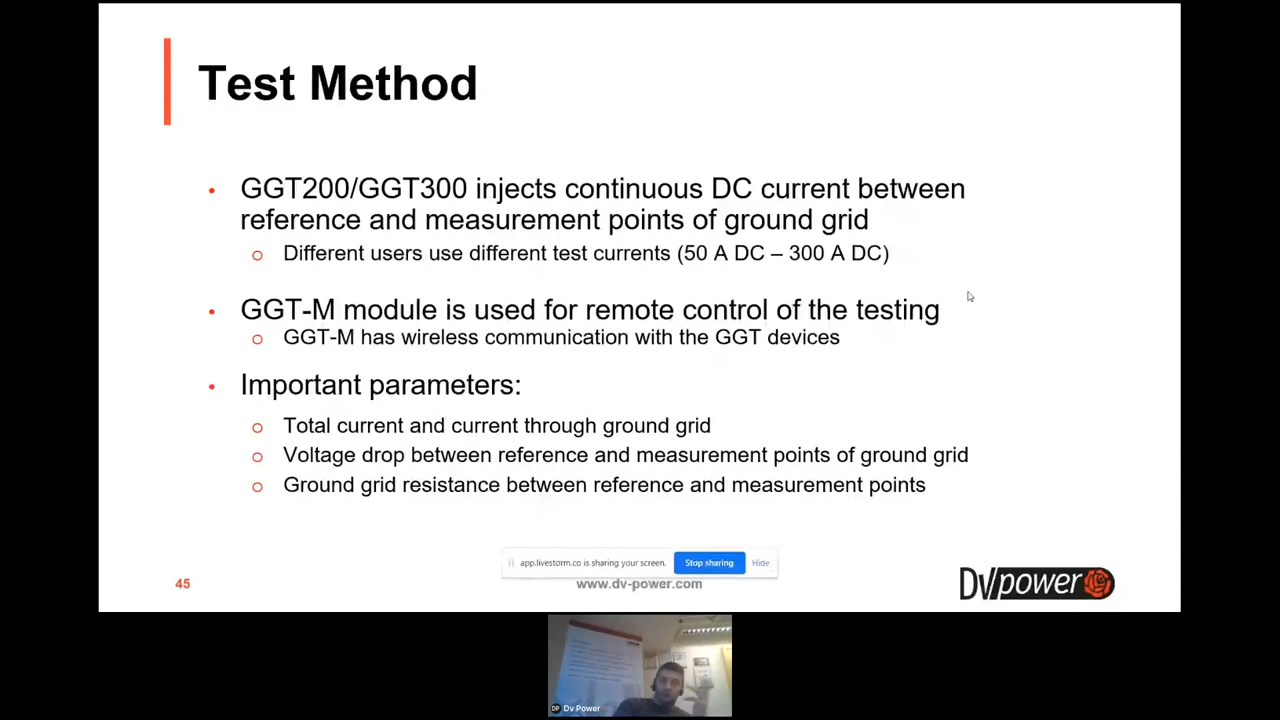 Test Method
• GGT200/GGT300 injects continuous DC current between
reference and measurement points of ground grid
o Different users use different test currents (50 A DC – 300 A DC)
• GGT-M module is used for remote control of the testing
o GGT-M has wireless communication with the GGT devices
• Important parameters:
o Total current and current through ground grid
o Voltage drop between reference and measurement points of ground grid
o Ground grid resistance between reference and measurement points
app.livestorm.co is sharing your screen. Stop sharing Hide
45
www.dv-power.com
DV power
DP Dv Power